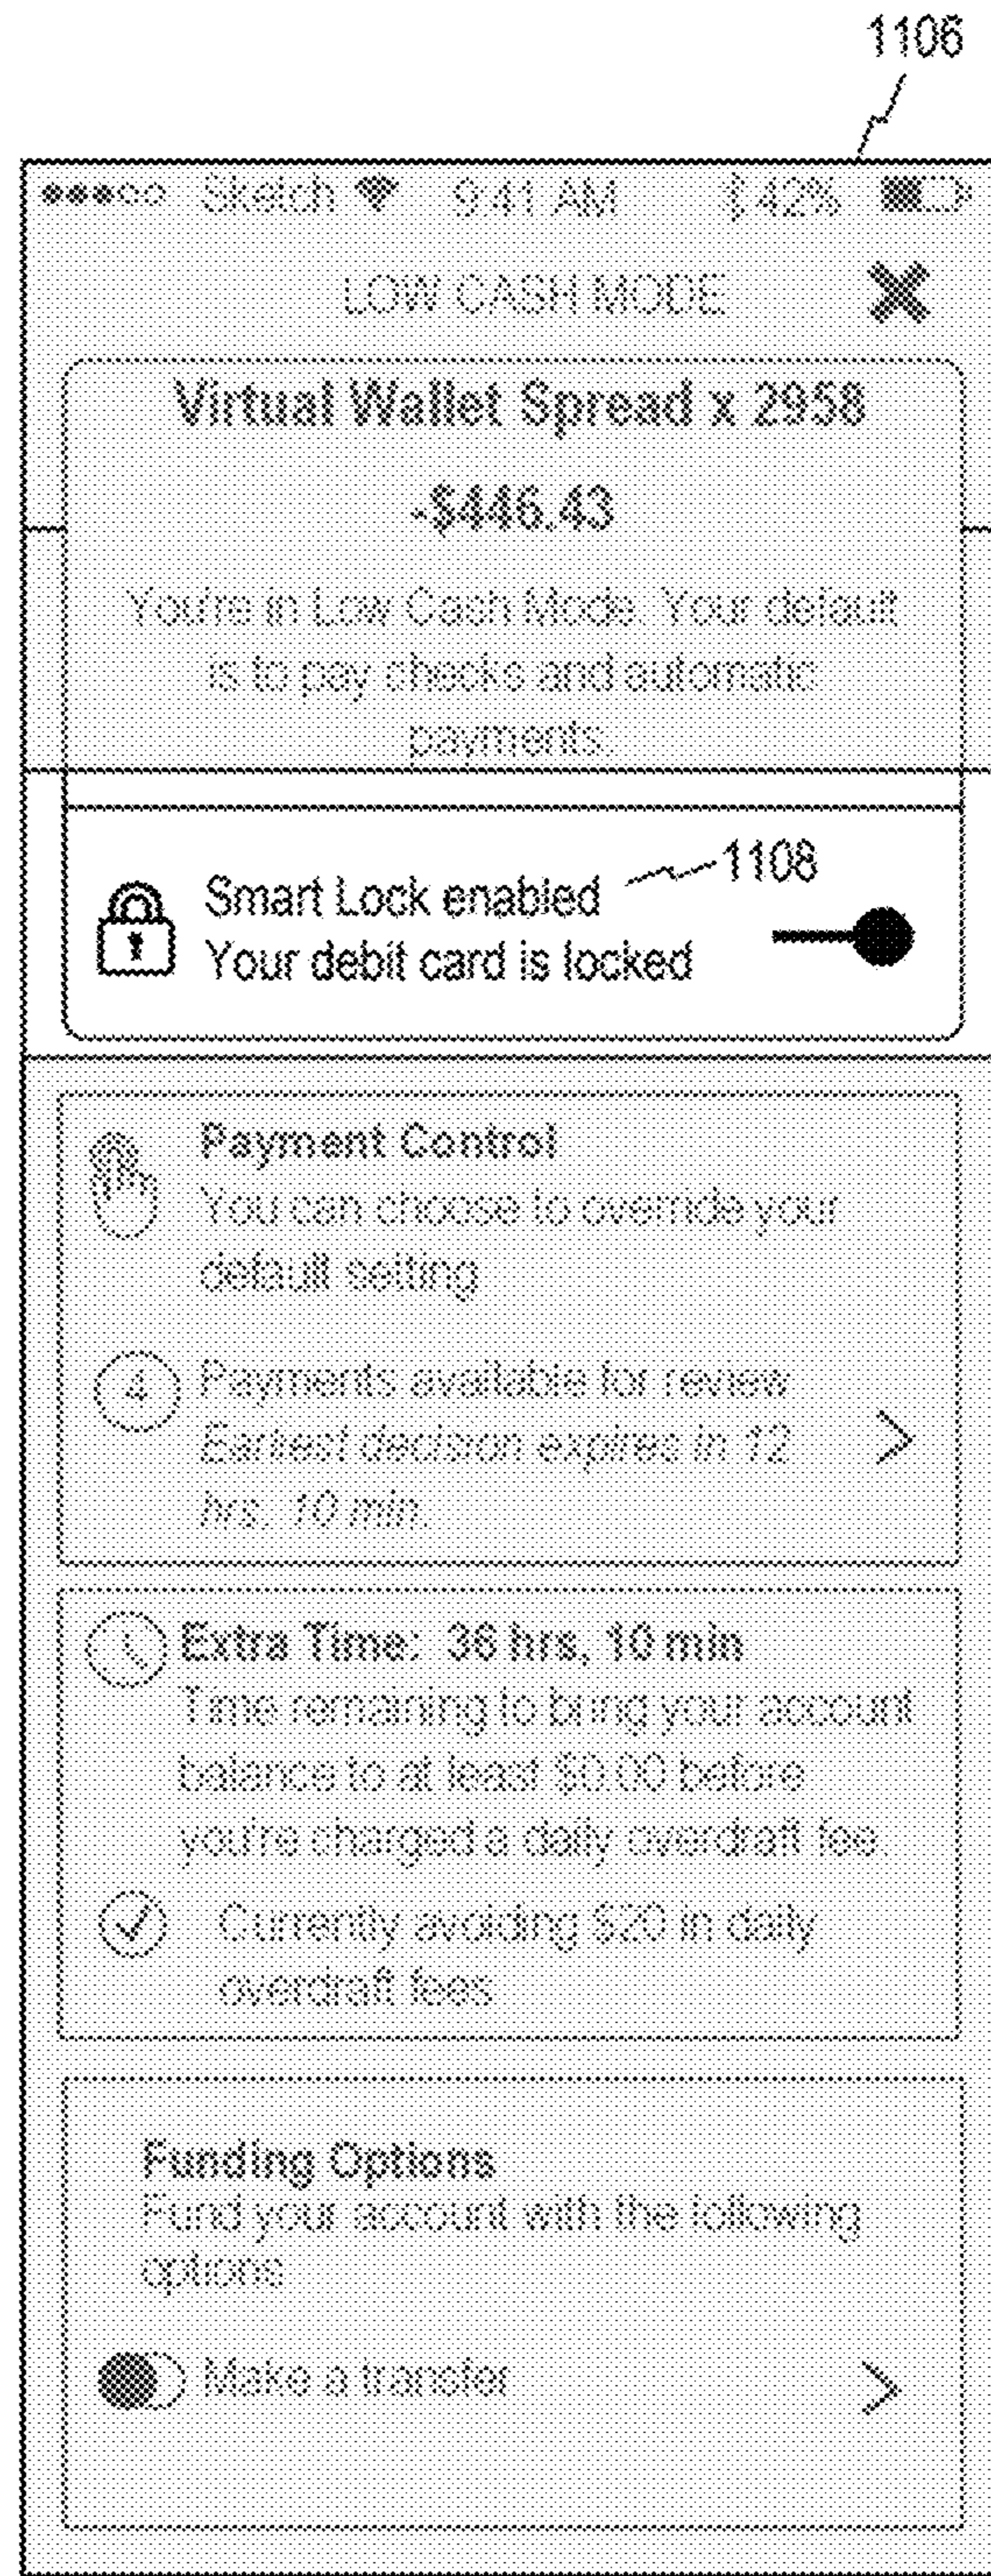 1106
Sketch 9:41 AM 42%
LOW CASH MODE
Virtual Wallet Spread x 2958
-$446.43
You're in Low Cash Mode. Your default
is to pay checks and automatic
payments.
1108
Smart Lock enabled
Your debit card is locked
Payment Control
You can choose to override your
default setting
4 Payments available for review
Earliest decision expires in 12
hrs, 10 min.
Extra Time: 36 hrs, 10 min
Time remaining to bring your account
balance to at least $0.00 before
you're charged a daily overdraft fee.
Currently avoiding $20 in daily
overdraft fees
Funding Options
Fund your account with the following
options
Make a transfer